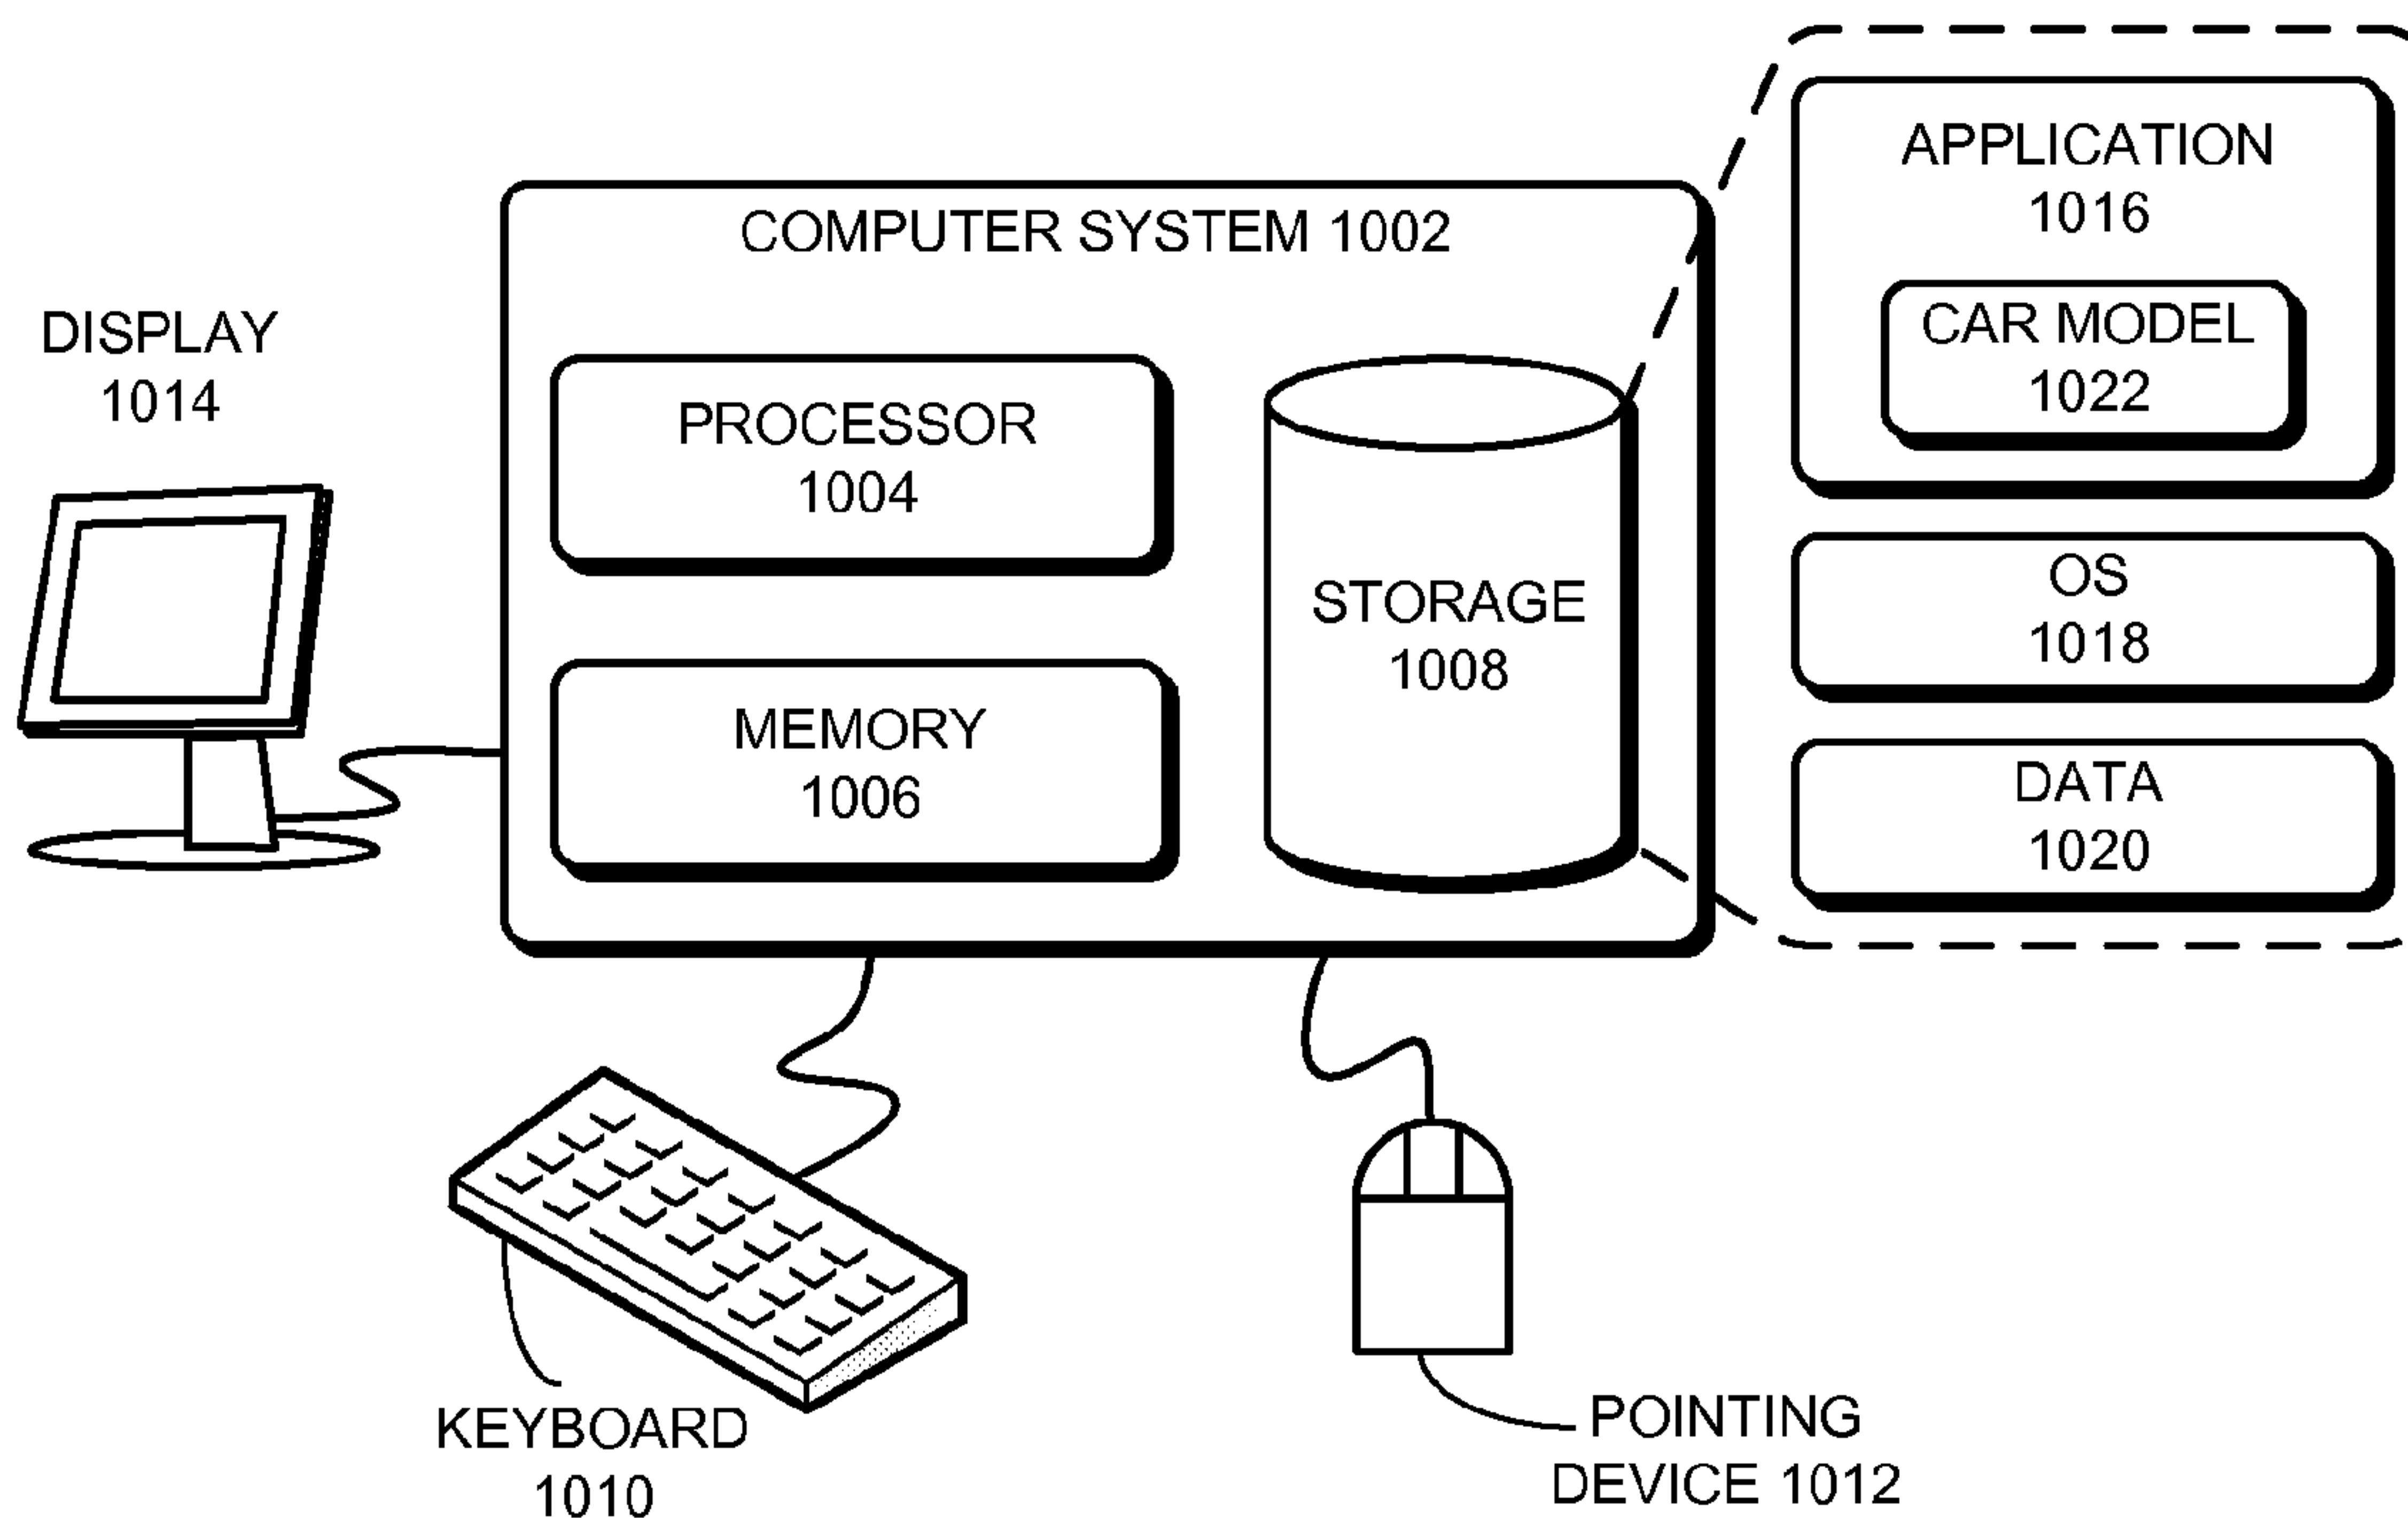 COMPUTER SYSTEM 1002
DISPLAY
1014
PROCESSOR
1004
MEMORY
1006
STORAGE
1008
APPLICATION
1016
CAR MODEL
1022
OS
1018
DATA
1020
KEYBOARD
1010
POINTING
DEVICE 1012